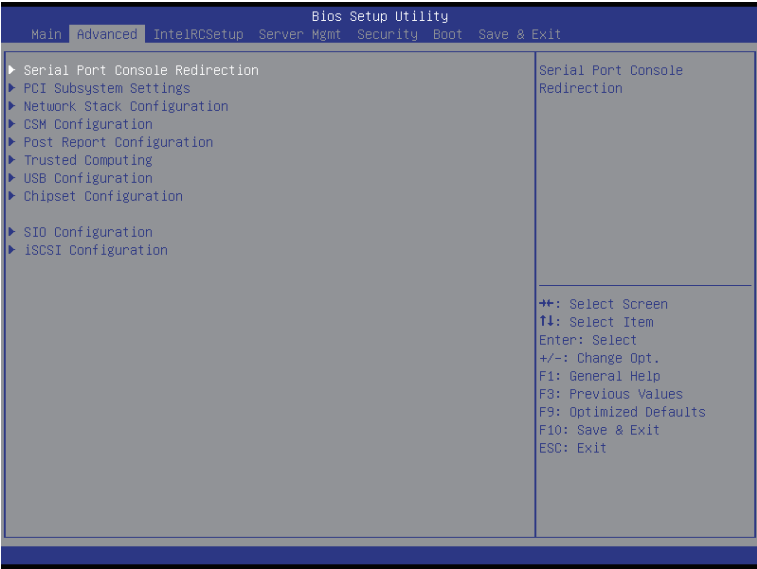 Bios Setup Utility
Main Advanced IntelRCSetup Server Mgmt Security Boot Save & Exit
Serial Port Console Redirection
PCI Subsystem Settings
Network Stack Configuration
CSM Configuration
Post Report Configuration
Trusted Computing
USB Configuration
Chipset Configuration
SIO Configuration
iSCSI Configuration
Serial Port Console
Redirection
→←: Select Screen
↑↓: Select Item
Enter: Select
+/-: Change Opt.
F1: General Help
F3: Previous Values
F9: Optimized Defaults
F10: Save & Exit
ESC: Exit